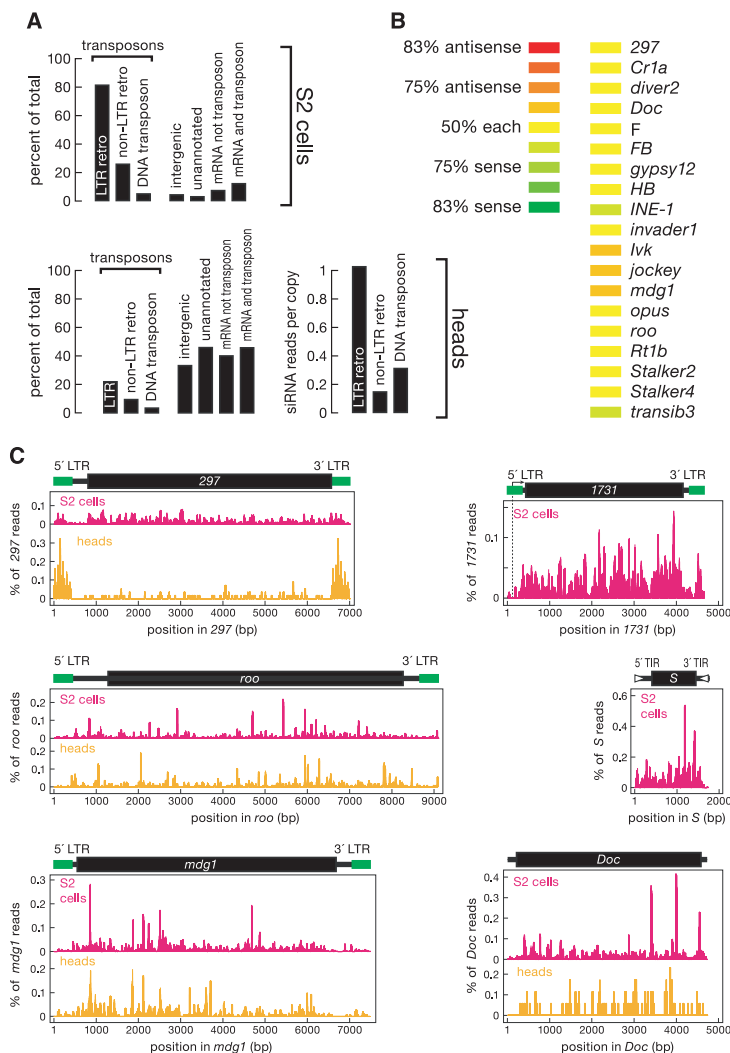 A
transposons
percent of total
100
80
60
40
20
0
LTR retro
non-LTR retro
DNA transposon
intergenic
unannotated
mRNA not transposon
mRNA and transposon
S2 cells
transposons
percent of total
100
80
60
40
20
0
LTR
non-LTR retro
DNA transposon
intergenic
unannotated
mRNA not transposon
mRNA and transposon
siRNA reads per copy
1
0.8
0.6
0.4
0.2
0
LTR retro
non-LTR retro
DNA transposon
heads
B
83% antisense
75% antisense
50% each
75% sense
83% sense
297
Cr1a
diver2
Doc
F
FB
gypsy12
HB
INE-1
invader1
Ivk
jockey
mdg1
opus
roo
Rt1b
Stalker2
Stalker4
transib3
C
5´ LTR 3´ LTR
297
S2 cells
heads
% of 297 reads
0.1
0
0.3
0.2
0.1
0
0 1000 2000 3000 4000 5000 6000 7000
position in 297 (bp)
5´ LTR 3´ LTR
1731
S2 cells
% of 1731 reads
0.1
0
0 1000 2000 3000 4000 5000
position in 1731 (bp)
5´ LTR 3´ LTR
roo
S2 cells
heads
% of roo reads
0.2
0.1
0
0.2
0.1
0
0 1000 2000 3000 4000 5000 6000 7000 8000 9000
position in roo (bp)
5´ TIR 3´ TIR
S
S2
cells
% of S reads
0.6
0.4
0.2
0
0 1000 2000
position in S (bp)
5´ LTR 3´ LTR
mdg1
S2
cells
heads
% of mdg1 reads
0.3
0.2
0.1
0
0.2
0.1
0
0 1000 2000 3000 4000 5000 6000 7000
position in mdg1 (bp)
Doc
S2 cells
heads
% of Doc reads
0.4
0.3
0.2
0.1
0
0.2
0.1
0
0 1000 2000 3000 4000 5000
position in Doc (bp)